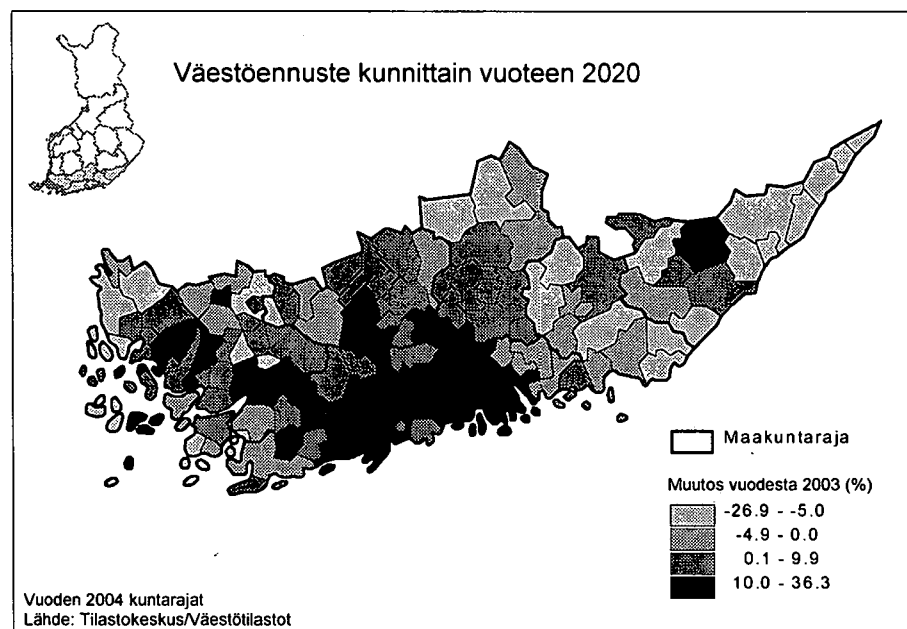 Väestöennuste kunnittain vuoteen 2020
Maakuntaraja
Muutos vuodesta 2003 (%)
-26.9 - -5.0
-4.9 - 0.0
0.1 - 9.9
10.0 - 36.3
Vuoden 2004 kuntarajat
Lähde: Tilastokeskus/Väestötilastot